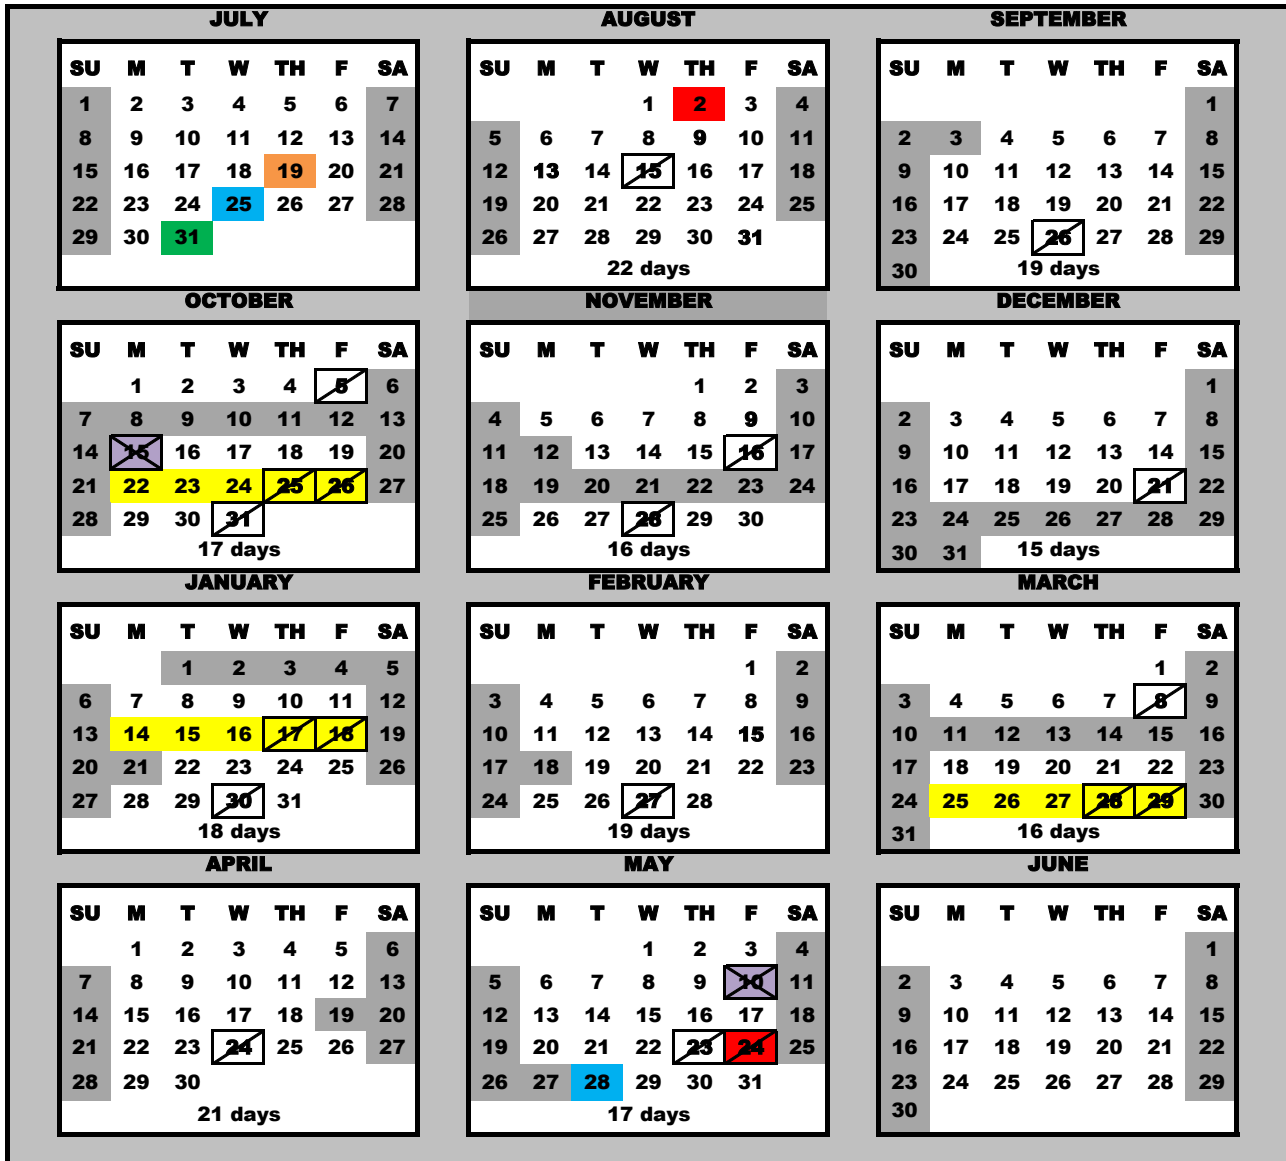 JULY AUGUST SEPTEMBER
SU M T W TH F SA SU M T W TH F SA SU M T W TH F SA
1 2 3 4 5 6 7 1 2 3 4 1
8 9 10 11 12 13 14 5 6 7 8 9 10 11 2 3 4 5 6 7 8
15 16 17 18 19 20 21 12 13 14 15 16 17 18 9 10 11 12 13 14 15
22 23 24 25 26 27 28 19 20 21 22 23 24 25 16 17 18 19 20 21 22
29 30 31 26 27 28 29 30 31 23 24 25 26 27 28 29
22 days 30 19 days
OCTOBER NOVEMBER DECEMBER
SU M T W TH F SA SU M T W TH F SA SU M T W TH F SA
1 2 3 4 5 6 1 2 3 1
7 8 9 10 11 12 13 4 5 6 7 8 9 10 2 3 4 5 6 7 8
14 15 16 17 18 19 20 11 12 13 14 15 16 17 9 10 11 12 13 14 15
21 22 23 24 25 26 27 18 19 20 21 22 23 24 16 17 18 19 20 21 22
28 29 30 31 25 26 27 28 29 30 23 24 25 26 27 28 29
17 days 16 days 30 31 15 days
JANUARY FEBRUARY MARCH
SU M T W TH F SA SU M T W TH F SA SU M T W TH F SA
1 2 3 4 5 1 2 1 2
6 7 8 9 10 11 12 3 4 5 6 7 8 9 3 4 5 6 7 8 9
13 14 15 16 17 18 19 10 11 12 13 14 15 16 10 11 12 13 14 15 16
20 21 22 23 24 25 26 17 18 19 20 21 22 23 17 18 19 20 21 22 23
27 28 29 30 31 24 25 26 27 28 24 25 26 27 28 29 30
18 days 19 days 31 16 days
APRIL MAY JUNE
SU M T W TH F SA SU M T W TH F SA SU M T W TH F SA
1 2 3 4 5 6 1 2 3 4 1
7 8 9 10 11 12 13 5 6 7 8 9 10 11 2 3 4 5 6 7 8
14 15 16 17 18 19 20 12 13 14 15 16 17 18 9 10 11 12 13 14 15
21 22 23 24 25 26 27 19 20 21 22 23 24 25 16 17 18 19 20 21 22
28 29 30 26 27 28 29 30 31 23 24 25 26 27 28 29
21 days 17 days 30